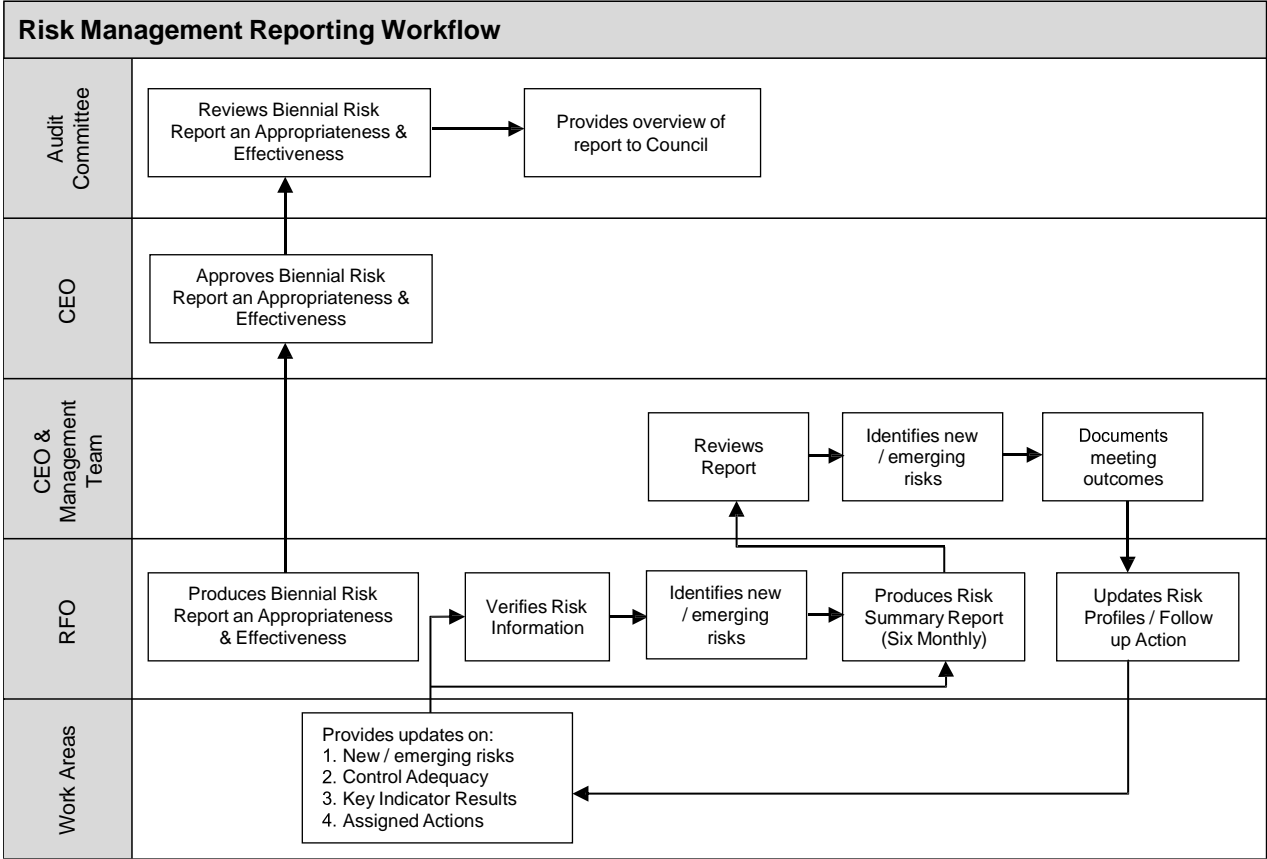 Risk Management Reporting Workflow
Audit
Committee
Reviews Biennial Risk
Report an Appropriateness &
Effectiveness
Provides overview of
report to Council
CEO
Approves Biennial Risk
Report an Appropriateness &
Effectiveness
CEO &
Management
Team
Reviews
Report
Identifies new
/ emerging
risks
Documents
meeting
outcomes
RFO
Produces Biennial Risk
Report an Appropriateness
& Effectiveness
Verifies Risk
Information
Identifies new
/ emerging
risks
Produces Risk
Summary Report
(Six Monthly)
Updates Risk
Profiles / Follow
up Action
Work Areas
Provides updates on:
1. New / emerging risks
2. Control Adequacy
3. Key Indicator Results
4. Assigned Actions